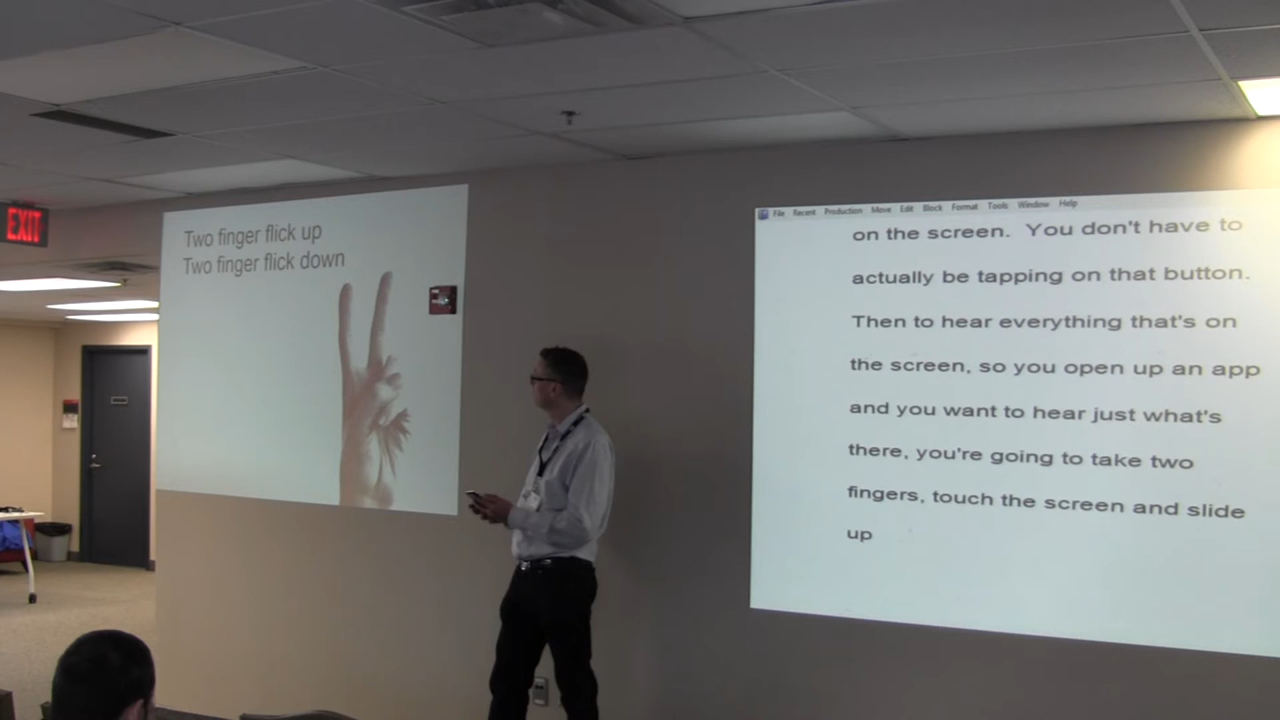 EXIT
Two finger flick up
Two finger flick down
File Recent Production Move Edit Block Format Tools Window Help
on the screen.  You don't have to
actually be tapping on that button.
Then to hear everything that's on
the screen, so you open up an app
and you want to hear just what's
there, you're going to take two
fingers, touch the screen and slide
up